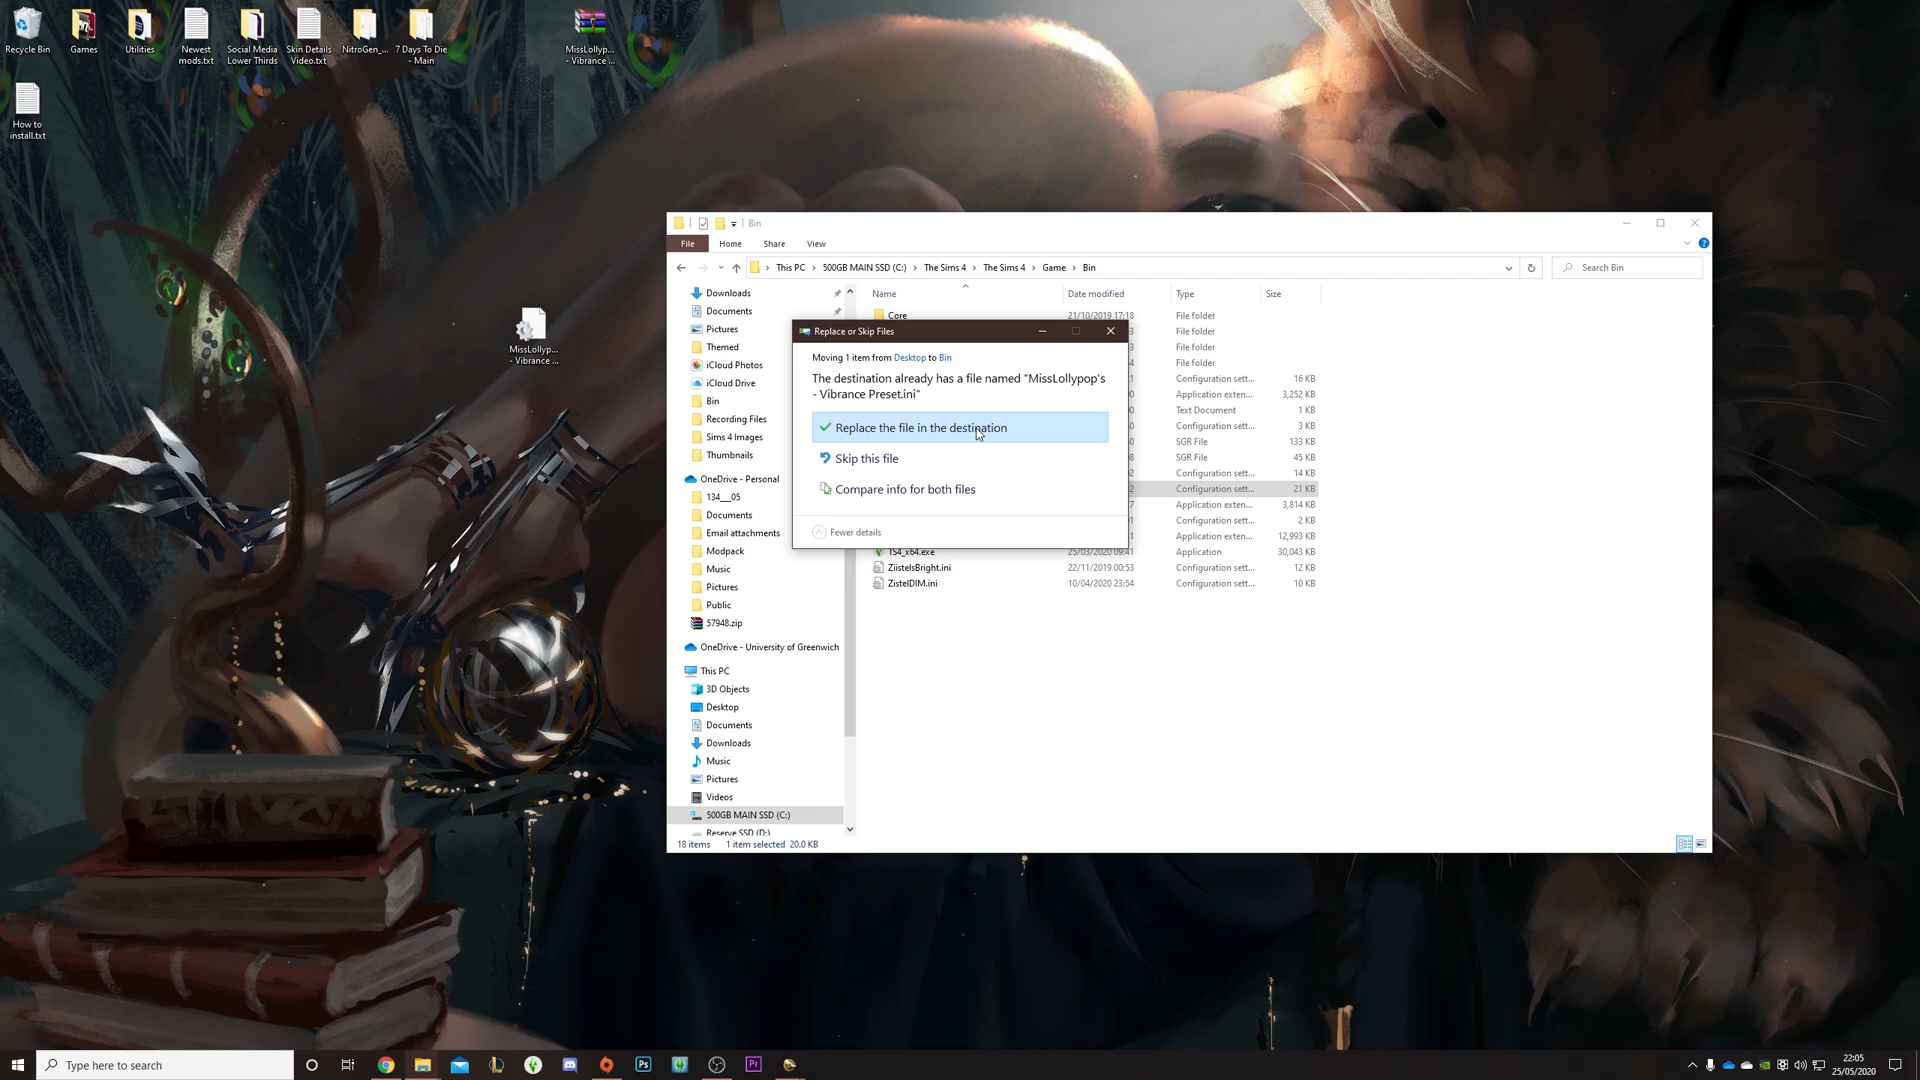 Recycle Bin
Games
Utilities
Newest
mods.txt
Social Media
Lower Thirds
Skin Details
Video.txt
NitroGen_...
7 Days To Die
- Main
MissLollyp...
- Vibrance ...
How to
install.txt
MissLollyp...
- Vibrance ...
Bin
File
Home
Share
View
This PC
500GB MAIN SSD (C:)
The Sims 4
The Sims 4
Game
Bin
Search Bin
Downloads
Documents
Pictures
Themed
iCloud Photos
iCloud Drive
Bin
Recording Files
Sims 4 Images
Thumbnails
OneDrive - Personal
134__05
Documents
Email attachments
Modpack
Music
Pictures
Public
57948.zip
OneDrive - University of Greenwich
This PC
3D Objects
Desktop
Documents
Downloads
Music
Pictures
Videos
500GB MAIN SSD (C:)
Reserve SSD (D:)
Name
Date modified
Type
Size
Core
21/10/2019 17:18
File folder
File folder
File folder
File folder
Configuration sett...
16 KB
Application exten...
3,252 KB
Text Document
1 KB
Configuration sett...
3 KB
SGR File
133 KB
SGR File
45 KB
Configuration sett...
14 KB
Configuration sett...
21 KB
Application exten...
3,814 KB
Configuration sett...
2 KB
Application exten...
12,993 KB
TS4_x64.exe
25/03/2020 09:41
Application
30,043 KB
ZiistelsBright.ini
22/11/2019 00:53
Configuration sett...
12 KB
ZistelDIM.ini
10/04/2020 23:54
Configuration sett...
10 KB
Replace or Skip Files
Moving 1 item from Desktop to Bin
The destination already has a file named "MissLollypop's
- Vibrance Preset.ini"
Replace the file in the destination
Skip this file
Compare info for both files
Fewer details
18 items
1 item selected 20.0 KB
Type here to search
Ps
Pr
22:05
25/05/2020